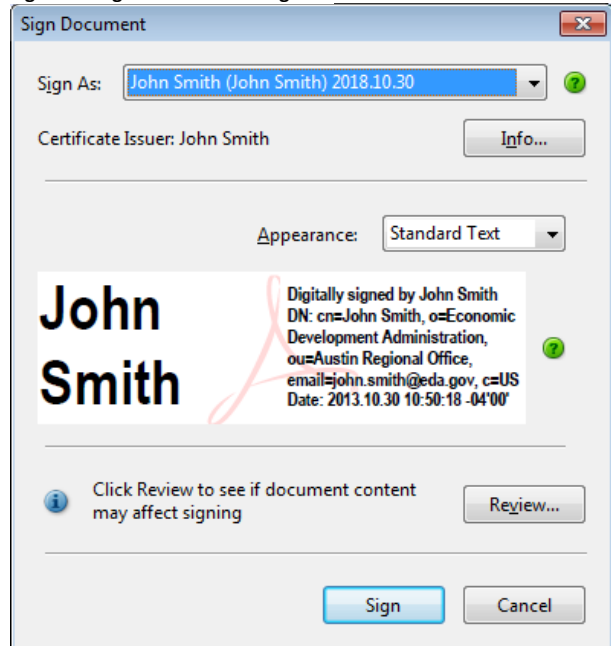 Sign Document
Sign As: John Smith (John Smith) 2018.10.30
Certificate Issuer: John Smith Info...
Appearance: Standard Text
John
Smith
Digitally signed by John Smith
DN: cn=John Smith, o=Economic
Development Administration,
ou=Austin Regional Office,
email=john.smith@eda.gov, c=US
Date: 2013.10.30 10:50:18 -04'00'
Click Review to see if document content
may affect signing
Review...
Sign Cancel